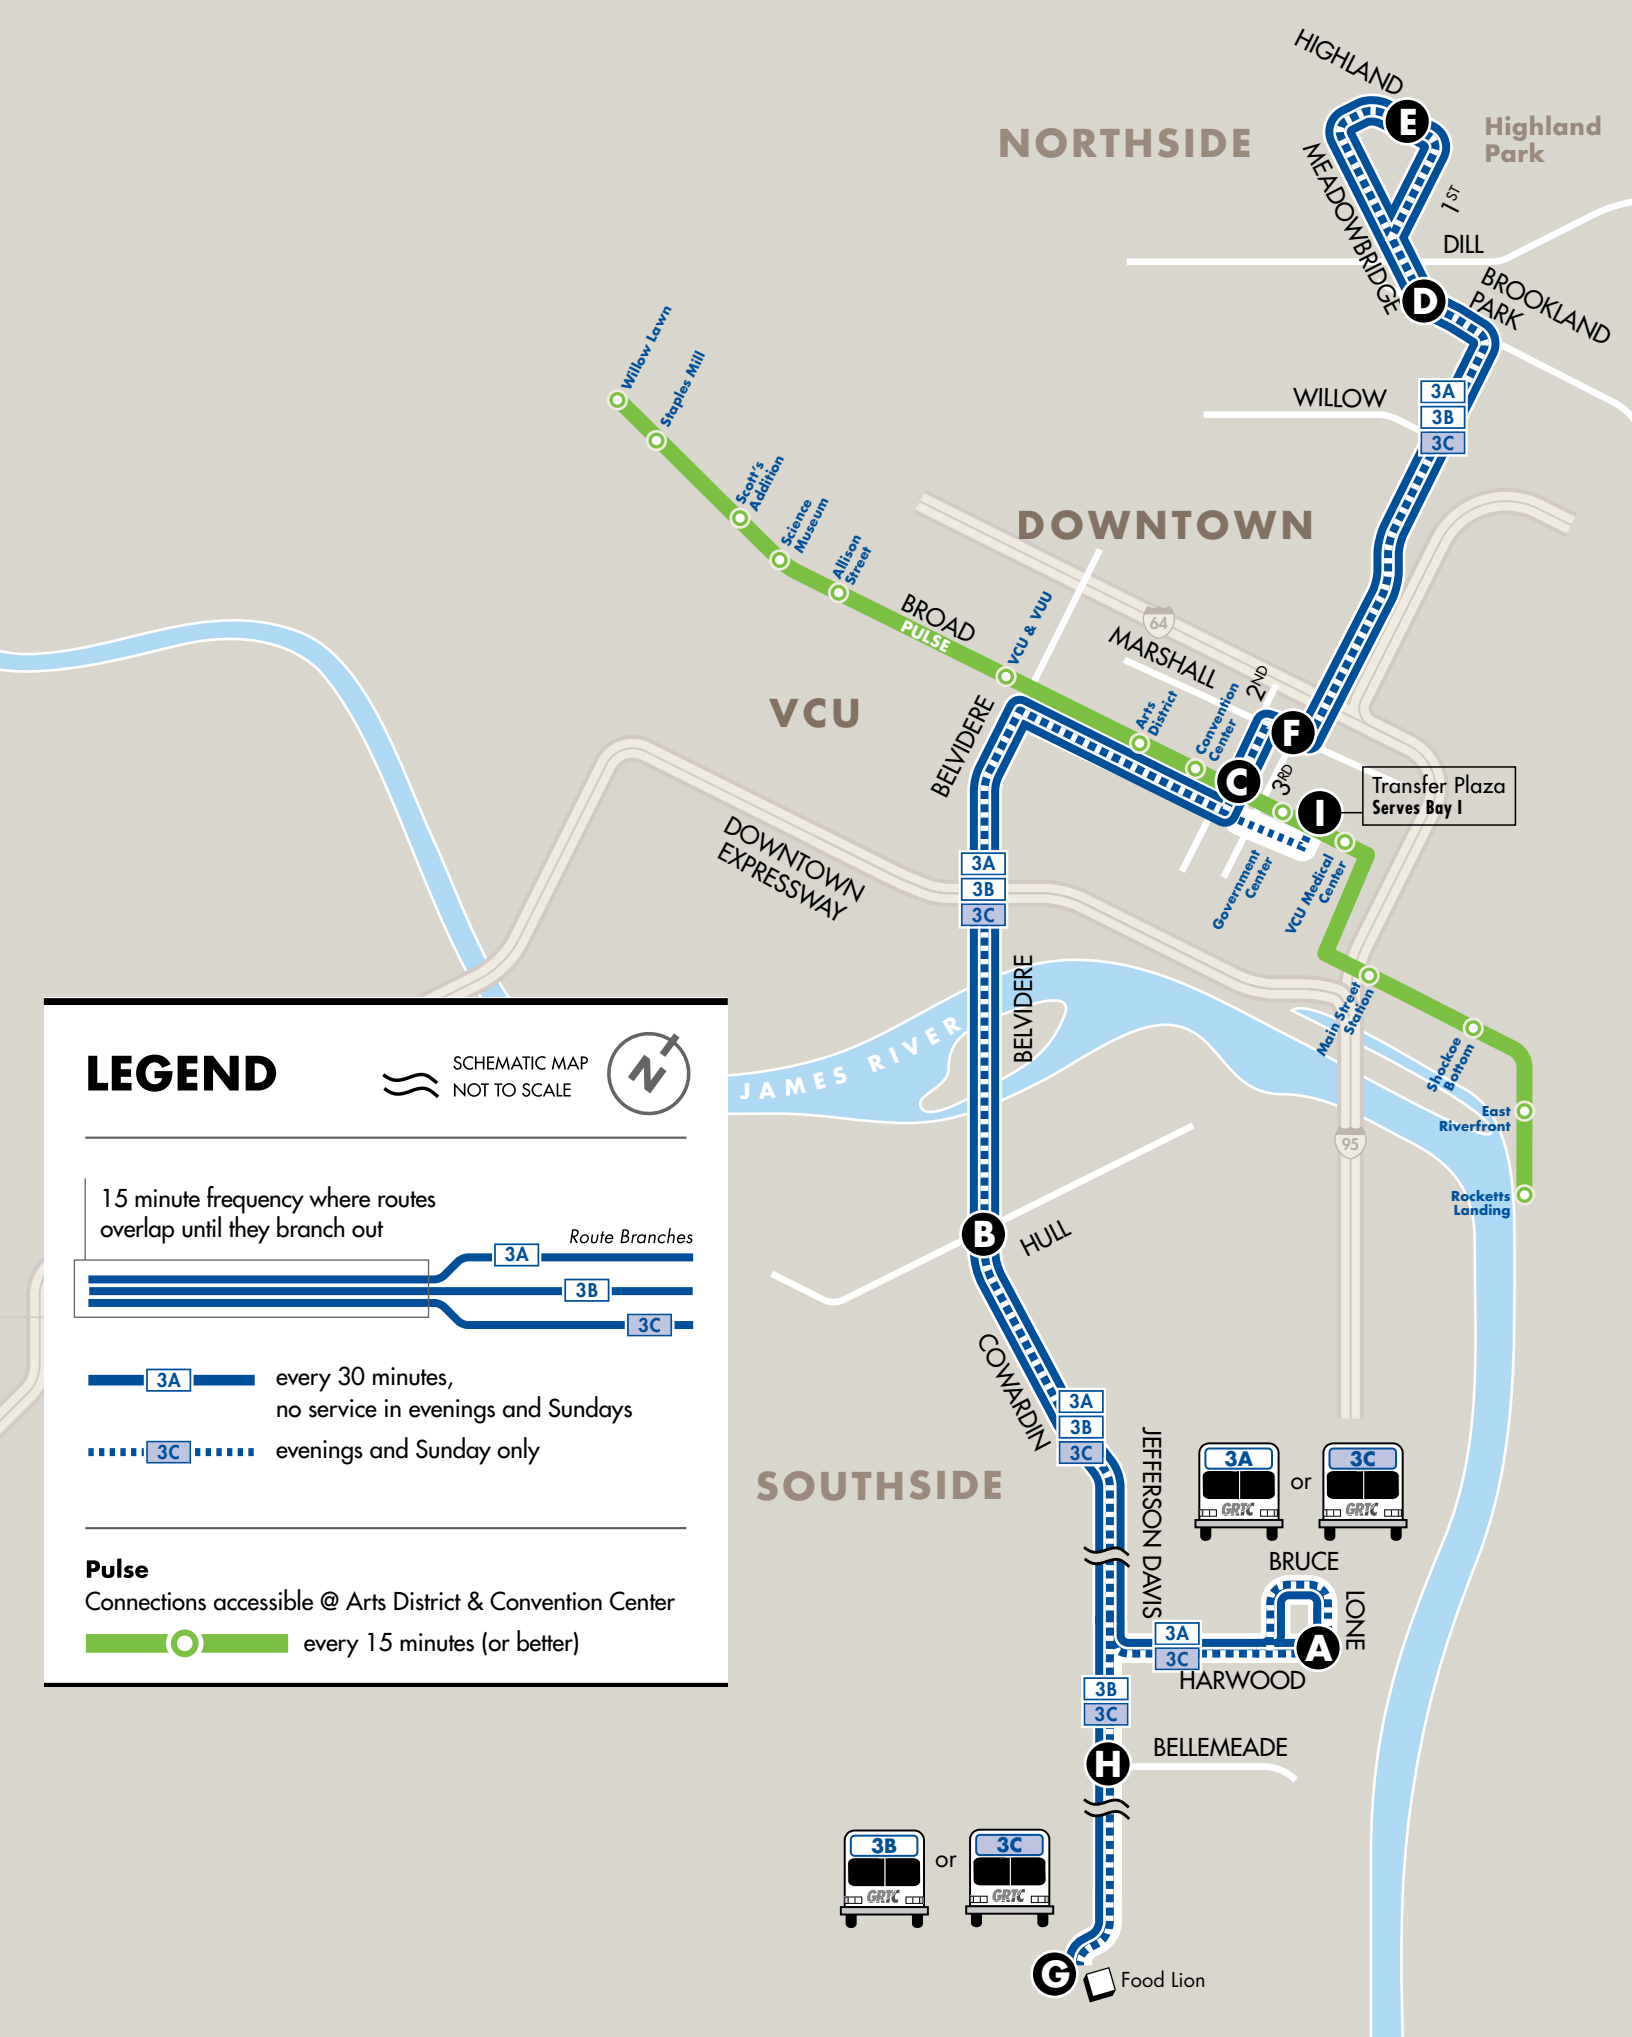 HIGHLAND
E
NORTHSIDE
Highland
Park
MEADOWBRIDGE
1ST
DILL
D
BROOKLAND
PARK
WILLOW
3A
3B
3C
Willow Lawn
Staples Mill
Scott's
Addition
Science
Museum
Allison
Street
BROAD
PULSE
VCU & VUU
DOWNTOWN
64
MARSHALL
2ND
Arts
District
Convention
Center
F
C
3RD
I
Transfer Plaza
Serves Bay I
VCU
BELVIDERE
DOWNTOWN
EXPRESSWAY
3A
3B
3C
Government
Center
VCU Medical
Center
BELVIDERE
JAMES RIVER
Main Street
Station
Shockoe
Bottom
East
Riverfront
95
Rocketts
Landing
B
HULL
COWARDIN
3A
3B
3C
JEFFERSON DAVIS
SOUTHSIDE
3A
GRTC
or
3C
GRTC
BRUCE
LONE
3A
3C
A
HARWOOD
3B
3C
H
BELLEMEADE
3B
GRTC
or
3C
GRTC
G
Food Lion
LEGEND
SCHEMATIC MAP
NOT TO SCALE
N
15 minute frequency where routes
overlap until they branch out
Route Branches
3A
3B
3C
3A
every 30 minutes,
no service in evenings and Sundays
3C
evenings and Sunday only
Pulse
Connections accessible @ Arts District & Convention Center
every 15 minutes (or better)